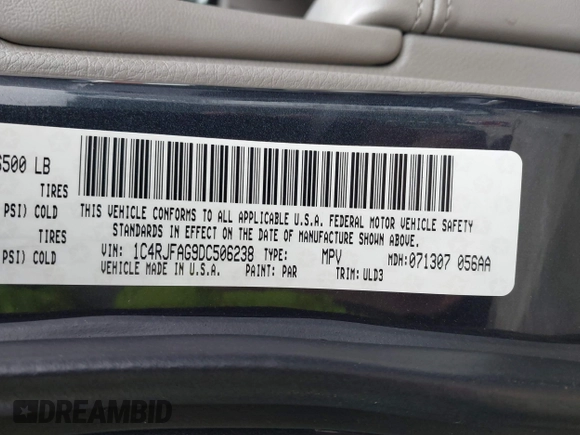 6500 LB
TIRES
PSI) COLD
TIRES
PSI) COLD
THIS VEHICLE CONFORMS TO ALL APPLICABLE U.S.A. FEDERAL MOTOR VEHICLE SAFETY
STANDARDS IN EFFECT ON THE DATE OF MANUFACTURE SHOWN ABOVE.
VIN: 1C4RJFAG9DC506238 TYPE: MPV MDH: 071307 056AA
VEHICLE MADE IN U.S.A. PAINT: PAR TRIM: ULD3
DREAMBID